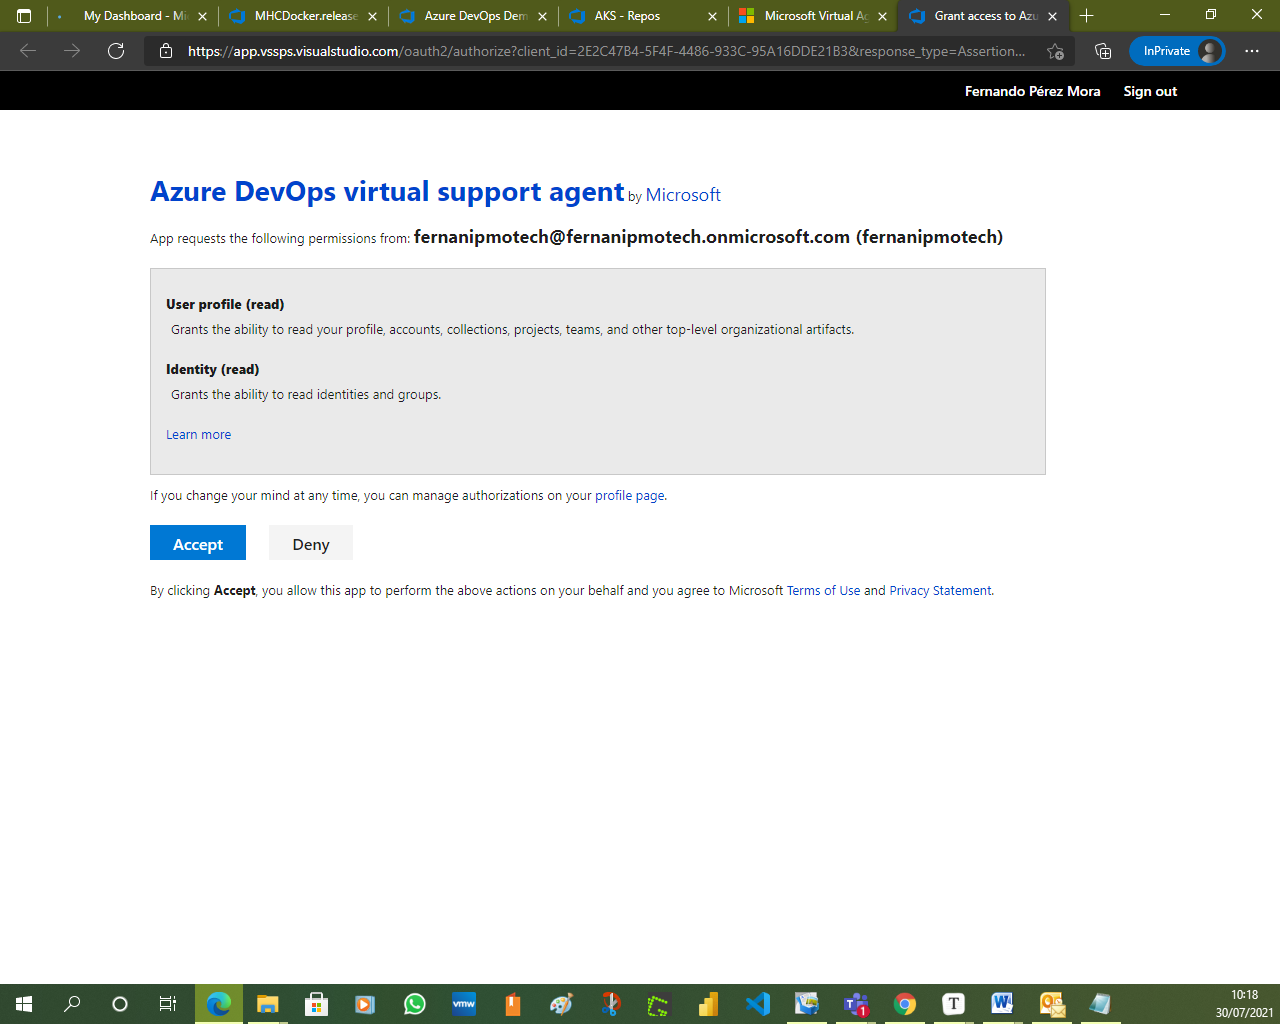 My Dashboard - Mi
MHCDocker.release
Azure DevOps Dem
AKS - Repos
Microsoft Virtual Ag
Grant access to Azu
https://app.vssps.visualstudio.com/oauth2/authorize?client_id=2E2C47B4-5F4F-4486-933C-95A16DDE21B3&response_type=Assertion...
InPrivate
Fernando Pérez Mora
Sign out
Azure DevOps virtual support agent by Microsoft
App requests the following permissions from: fernanipmotech@fernanipmotech.onmicrosoft.com (fernanipmotech)
User profile (read)
Grants the ability to read your profile, accounts, collections, projects, teams, and other top-level organizational artifacts.
Identity (read)
Grants the ability to read identities and groups.
Learn more
If you change your mind at any time, you can manage authorizations on your profile page.
Accept
Deny
By clicking Accept, you allow this app to perform the above actions on your behalf and you agree to Microsoft Terms of Use and Privacy Statement.
vmw
1
T
W
10:18
30/07/2021